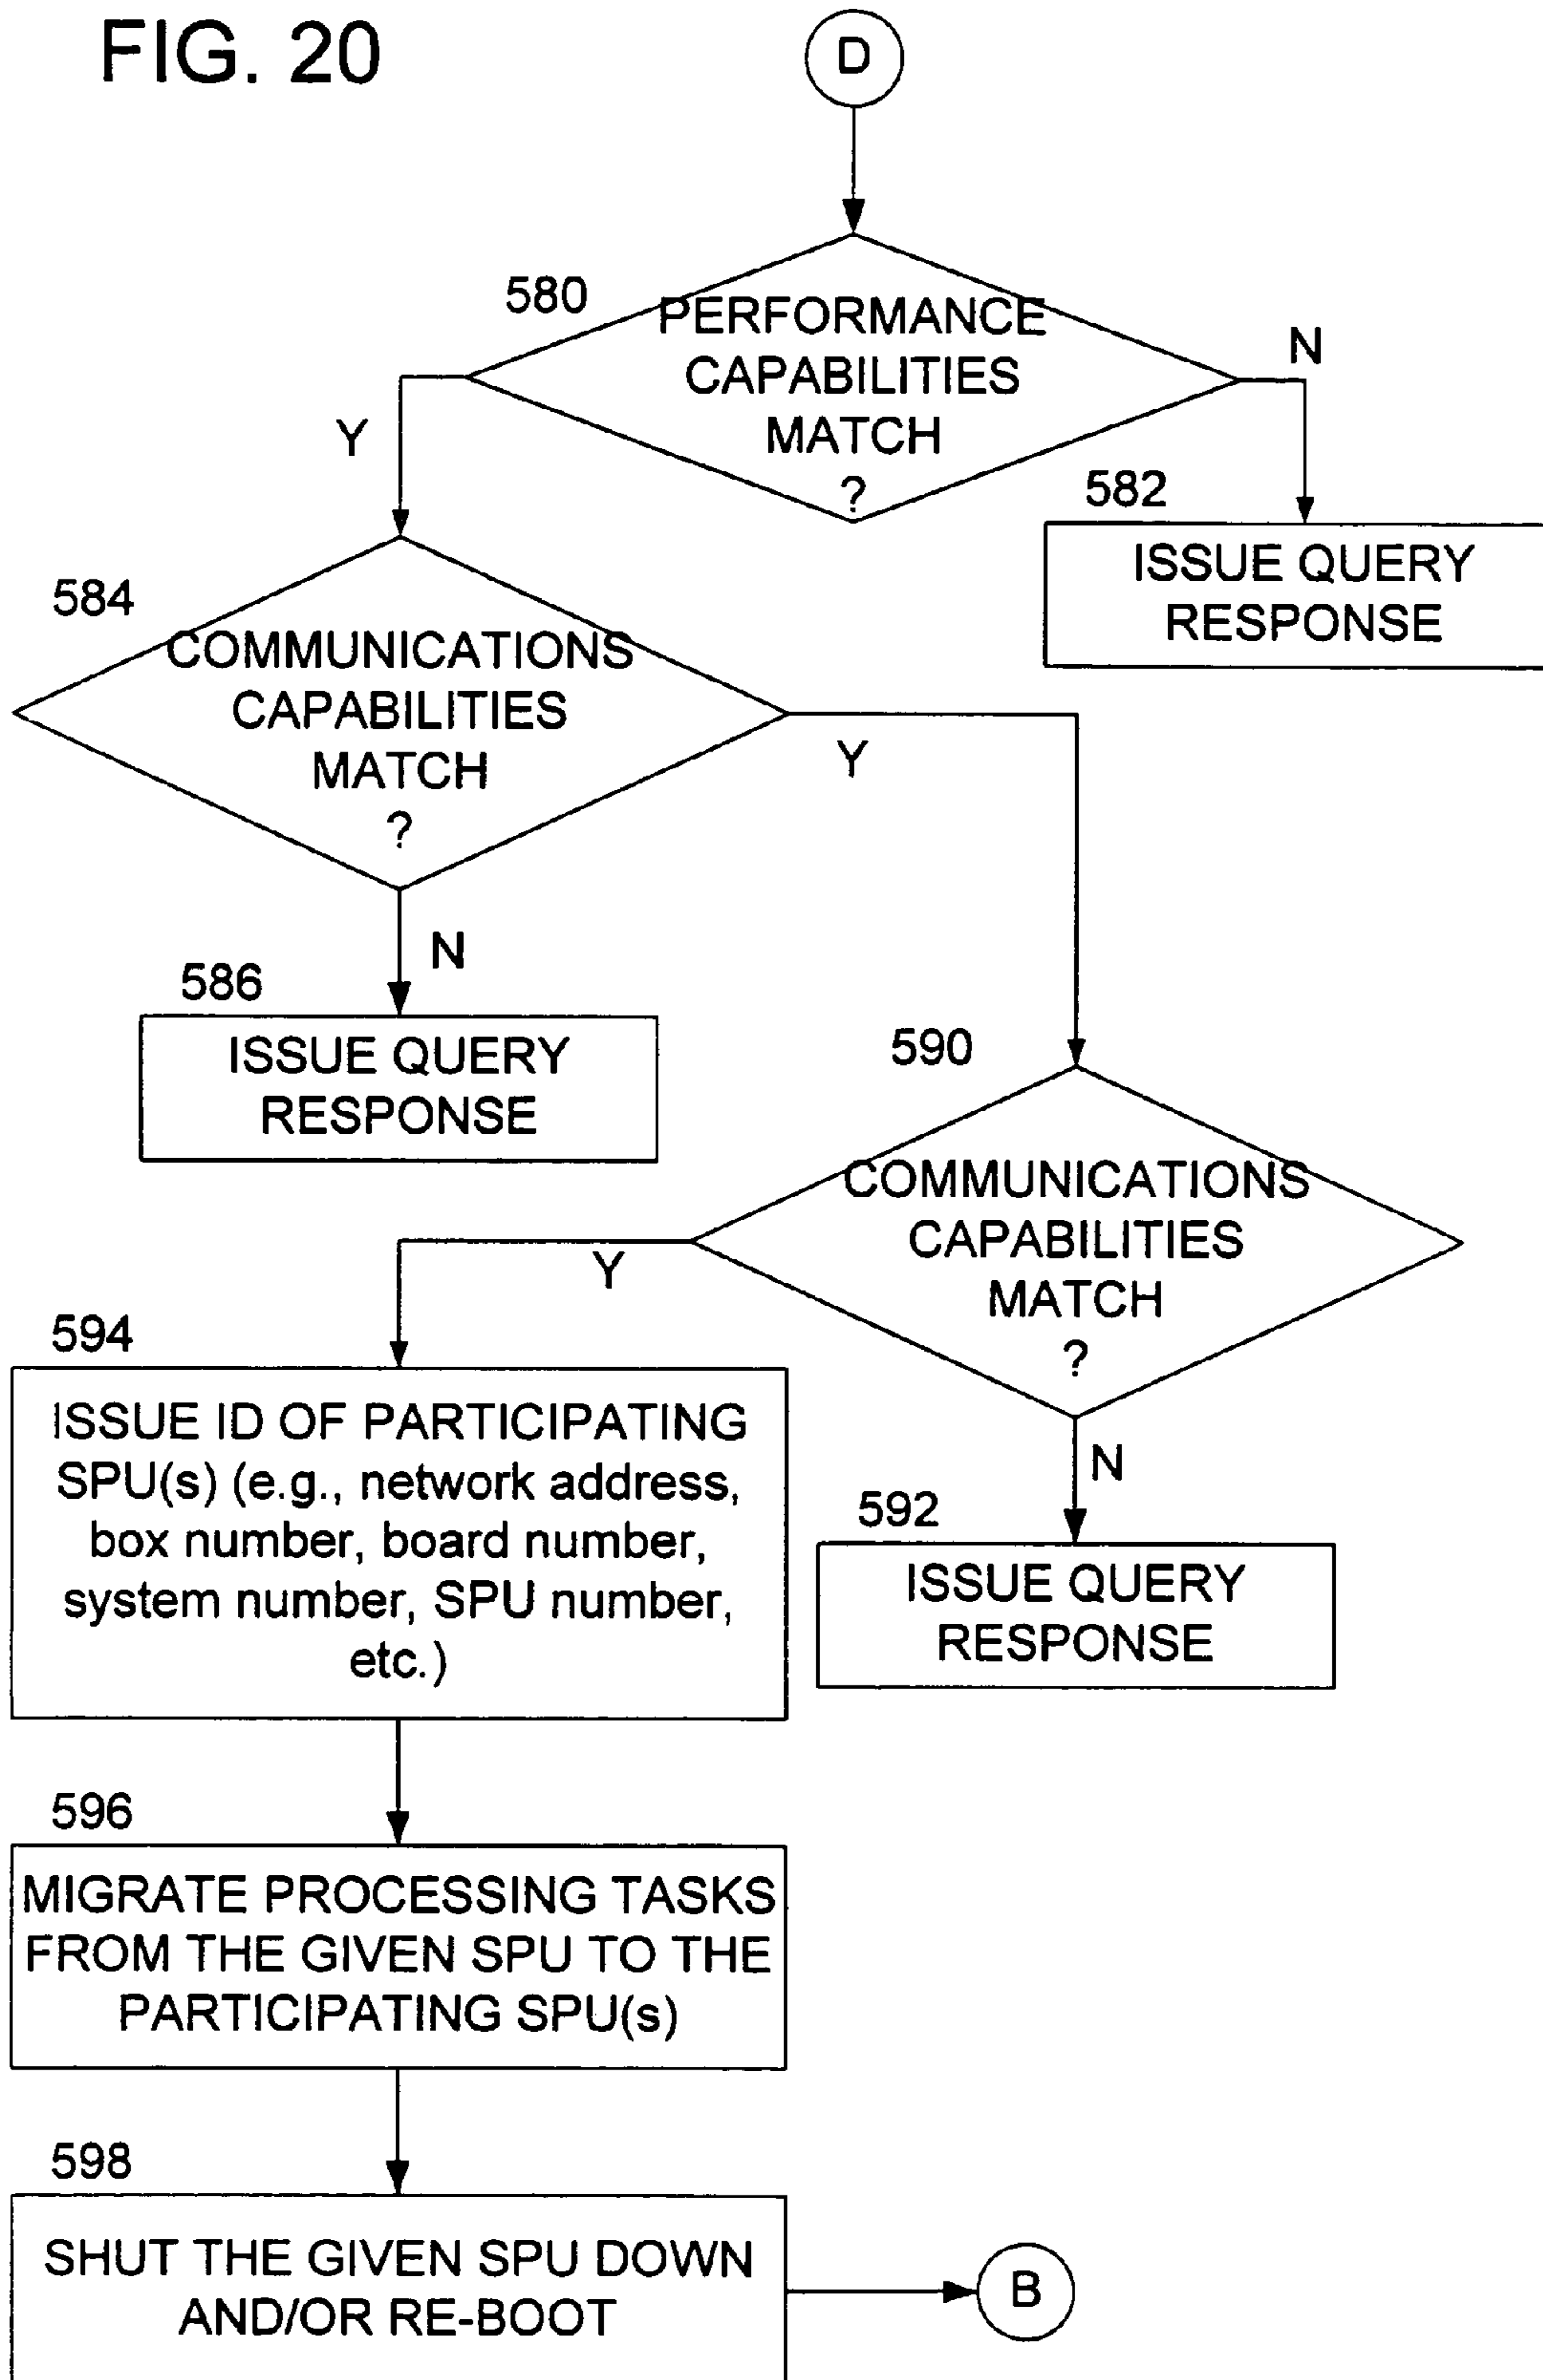 FIG. 20
D
580
PERFORMANCE
CAPABILITIES
MATCH
?
N
Y
582
ISSUE QUERY
RESPONSE
584
COMMUNICATIONS
CAPABILITIES
MATCH
?
Y
N
586
ISSUE QUERY
RESPONSE
590
COMMUNICATIONS
CAPABILITIES
MATCH
?
Y
N
592
ISSUE QUERY
RESPONSE
594
ISSUE ID OF PARTICIPATING
SPU(s) (e.g., network address,
box number, board number,
system number, SPU number,
etc.)
596
MIGRATE PROCESSING TASKS
FROM THE GIVEN SPU TO THE
PARTICIPATING SPU(s)
598
SHUT THE GIVEN SPU DOWN
AND/OR RE-BOOT
B